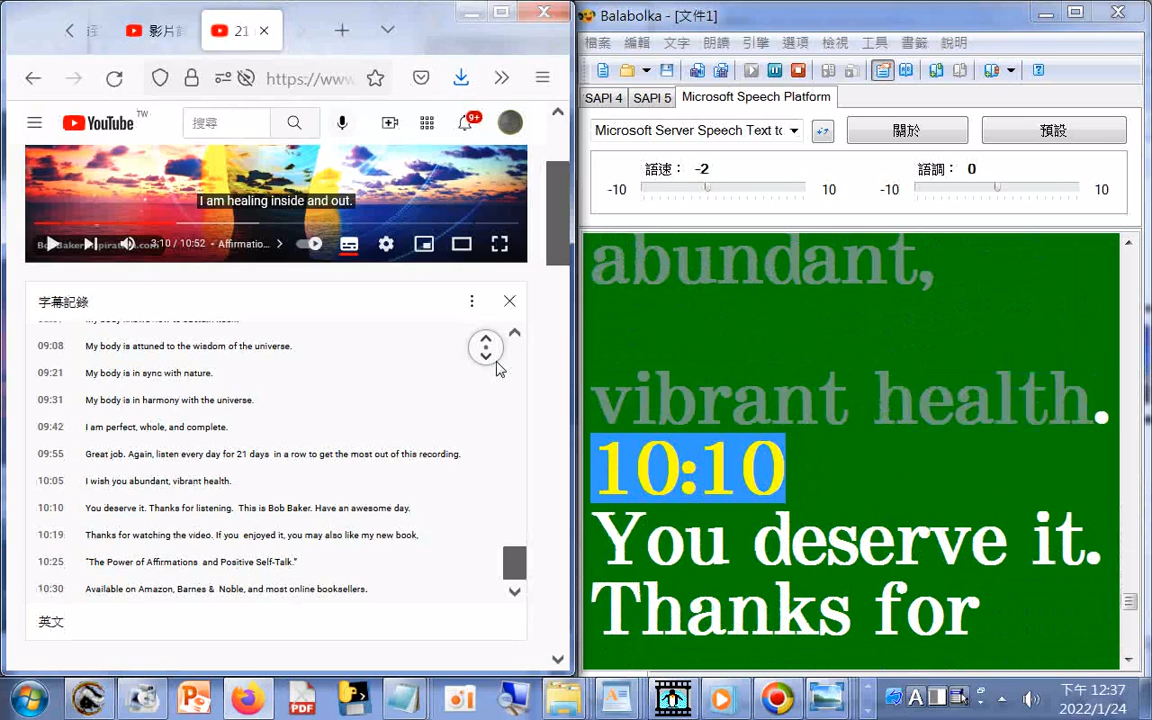 影片
21
https://www
YouTube TW
搜尋
9+
I am healing inside and out.
3:10 / 10:52 • Affirmatio...
字幕記錄
09:08 My body is attuned to the wisdom of the universe.
09:21 My body is in sync with nature.
09:31 My body is in harmony with the universe.
09:42 I am perfect, whole, and complete.
09:55 Great job. Again, listen every day for 21 days in a row to get the most out of this recording.
10:05 I wish you abundant, vibrant health.
10:10 You deserve it. Thanks for listening. This is Bob Baker. Have an awesome day.
10:19 Thanks for watching the video. If you enjoyed it, you may also like my new book,
10:25 “The Power of Affirmations and Positive Self-Talk.”
10:30 Available on Amazon, Barnes & Noble, and most online booksellers.
英文
Balabolka - [文件1]
檔案 編輯 文字 朗讀 引擎 選項 檢視 工具 書籤 說明
SAPI 4 SAPI 5 Microsoft Speech Platform
Microsoft Server Speech Text to
關於
預設
語速： -2
語調： 0
-10 10 -10 10
abundant,
vibrant health.
10:10
You deserve it.
Thanks for
PDF
A
下午 12:37
2022/1/24